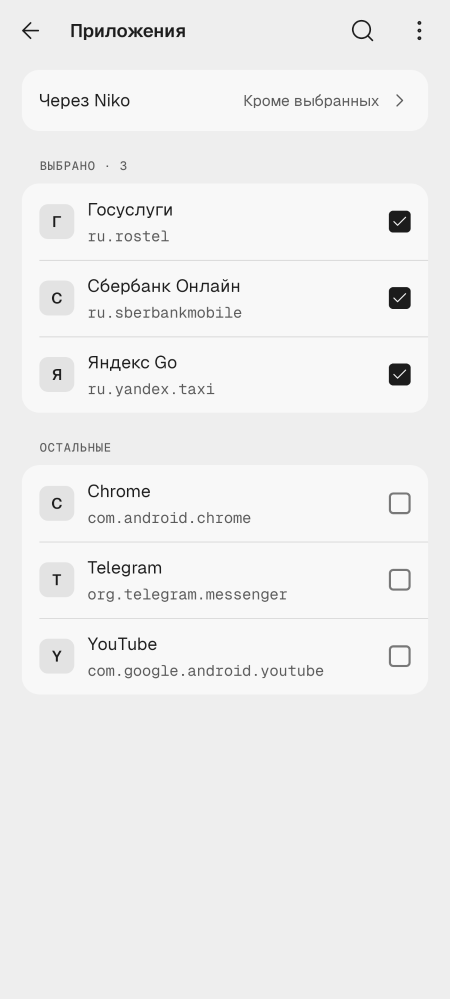 Приложения
Через Niko
Кроме выбранных
ВЫБРАНО · 3
Г
Госуслуги
ru.rostel
С
Сбербанк Онлайн
ru.sberbankmobile
Я
Яндекс Go
ru.yandex.taxi
ОСТАЛЬНЫЕ
C
Chrome
com.android.chrome
T
Telegram
org.telegram.messenger
Y
YouTube
com.google.android.youtube